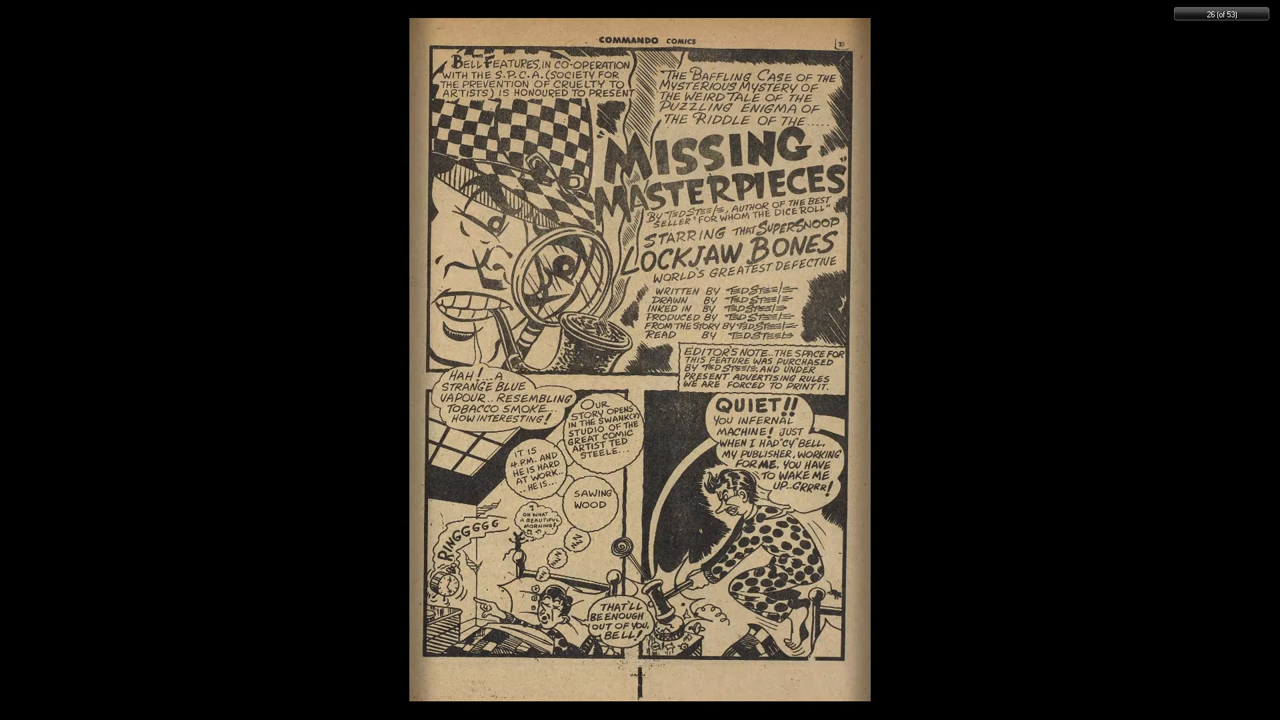 26 (of 53)
COMMANDO COMICS
BELL FEATURES, IN CO-OPERATION
WITH THE S.P.C.A. (SOCIETY FOR
THE PREVENTION OF CRUELTY TO
ARTISTS) IS HONOURED TO PRESENT
"THE BAFFLING CASE OF THE
MYSTERIOUS MYSTERY OF
THE WEIRD TALE OF THE
PUZZLING ENIGMA OF
THE RIDDLE OF THE.....
MISSING
MASTERPIECES"
BY TED STEELE, AUTHOR OF THE BEST
SELLER "FOR WHOM THE DICE ROLL"
STARRING THAT SUPERSNOOP
LOCKJAW BONES
WORLD'S GREATEST DEFECTIVE
WRITTEN BY TED STEELE
DRAWN BY TED STEELE
INKED IN BY TED STEELE
PRODUCED BY TED STEELE
FROM THE STORY BY TED STEELE
READ BY TED STEELE
EDITOR'S NOTE.. THE SPACE FOR
THIS FEATURE WAS PURCHASED
BY TED STEELE, AND UNDER
PRESENT ADVERTISING RULES
WE ARE FORCED TO PRINT IT.
HAH!...A
STRANGE BLUE
VAPOUR.. RESEMBLING
TOBACCO SMOKE...
HOW INTERESTING!
OUR
STORY OPENS
IN THE SWANK(?)
STUDIO OF THE
GREAT COMIC
ARTIST TED
STEELE...
IT IS
4 P.M. AND
HE IS HARD
AT WORK..
..HE IS...
SAWING
WOOD
OH WHAT
A BEAUTIFUL
MORNING!
RINGGGGG
THAT'LL
BE ENOUGH
OUT OF YOU,
BELL!
QUIET!!
YOU INFERNAL
MACHINE! JUST
WHEN I HAD "CY" BELL,
MY PUBLISHER, WORKING
FOR ME, YOU HAVE
TO WAKE ME
UP..GRRRR!